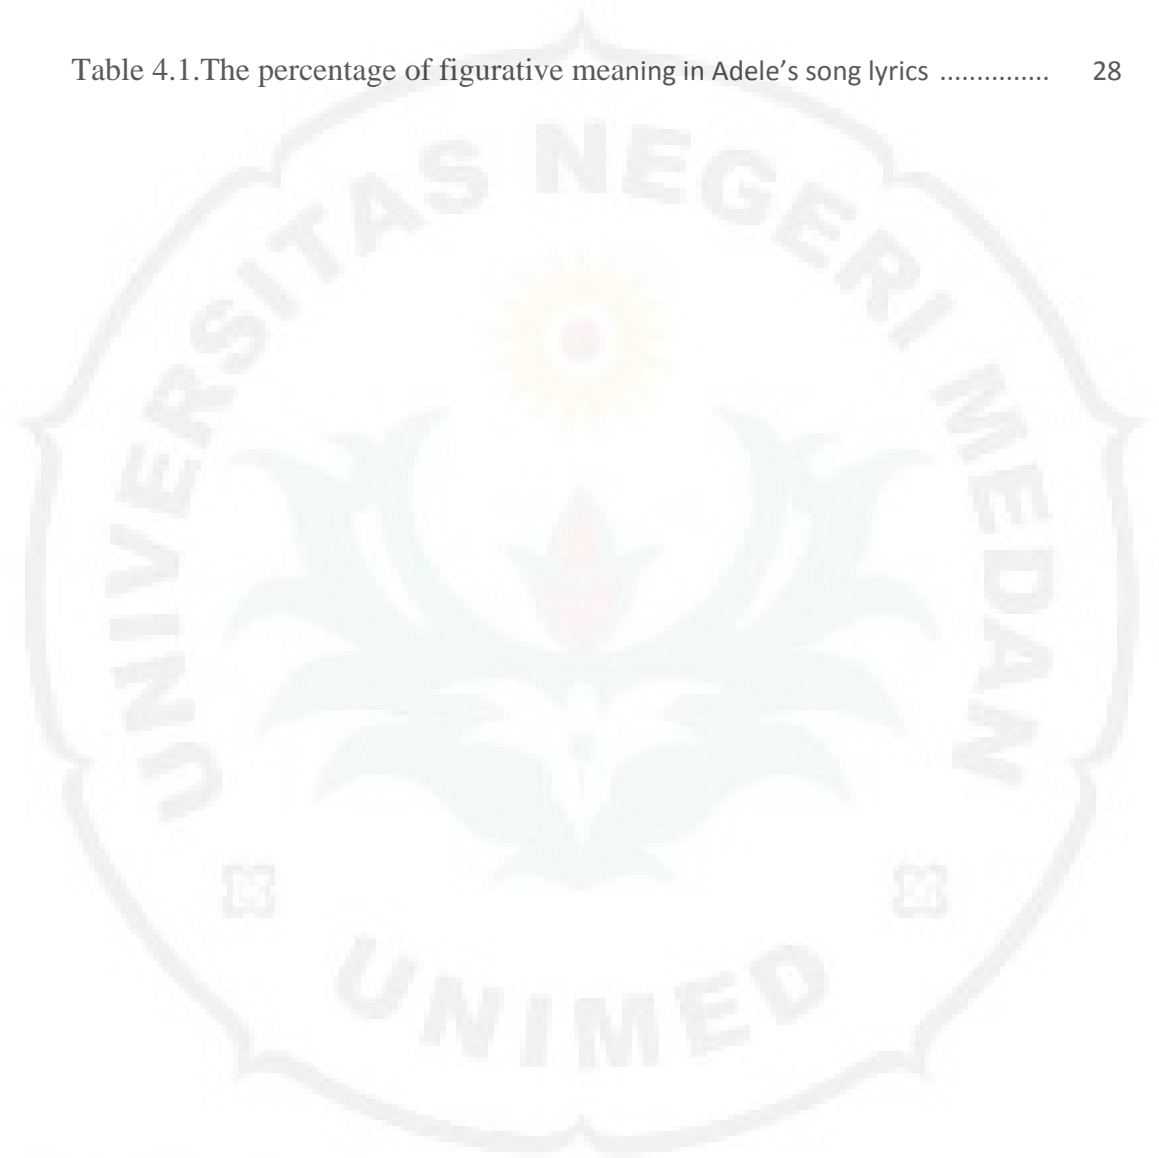 Table 4.1.The percentage of figurative meaning in Adele’s song lyrics ............... 28
UNIVERSITAS NEGERI MEDAN
UNIMED